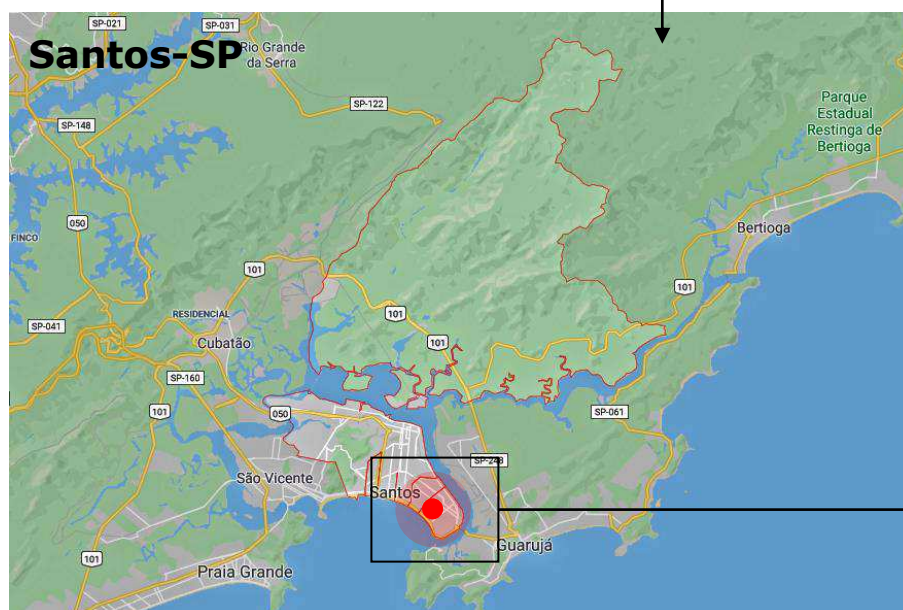 SP-021
SP-031
Santos-SP
Rio Grande
da Serra
SP-122
SP-148
Parque
Estadual
Restinga de
Bertioga
050
FINCO
Bertioga
101
101
101
RESIDENCIAL
SP-041
Cubatão
101
101
SP-160
101
050
SP-061
São Vicente
SP-248
Santos
Guarujá
101
Praia Grande